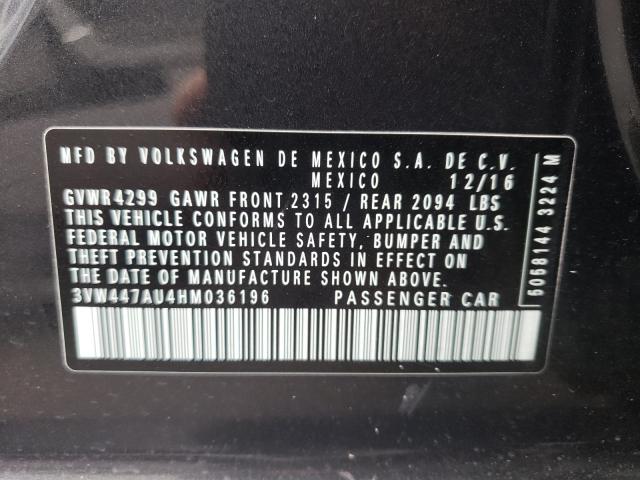 MFD BY VOLKSWAGEN DE MEXICO S.A. DE C.V.
MEXICO 12/16
GVWR 4299 GAWR FRONT 2315 / REAR 2094 LBS
THIS VEHICLE CONFORMS TO ALL APPLICABLE U.S.
FEDERAL MOTOR VEHICLE SAFETY, BUMPER AND
THEFT PREVENTION STANDARDS IN EFFECT ON
THE DATE OF MANUFACTURE SHOWN ABOVE.
3VW447AU4HM036196 PASSENGER CAR
5058144 3224 M